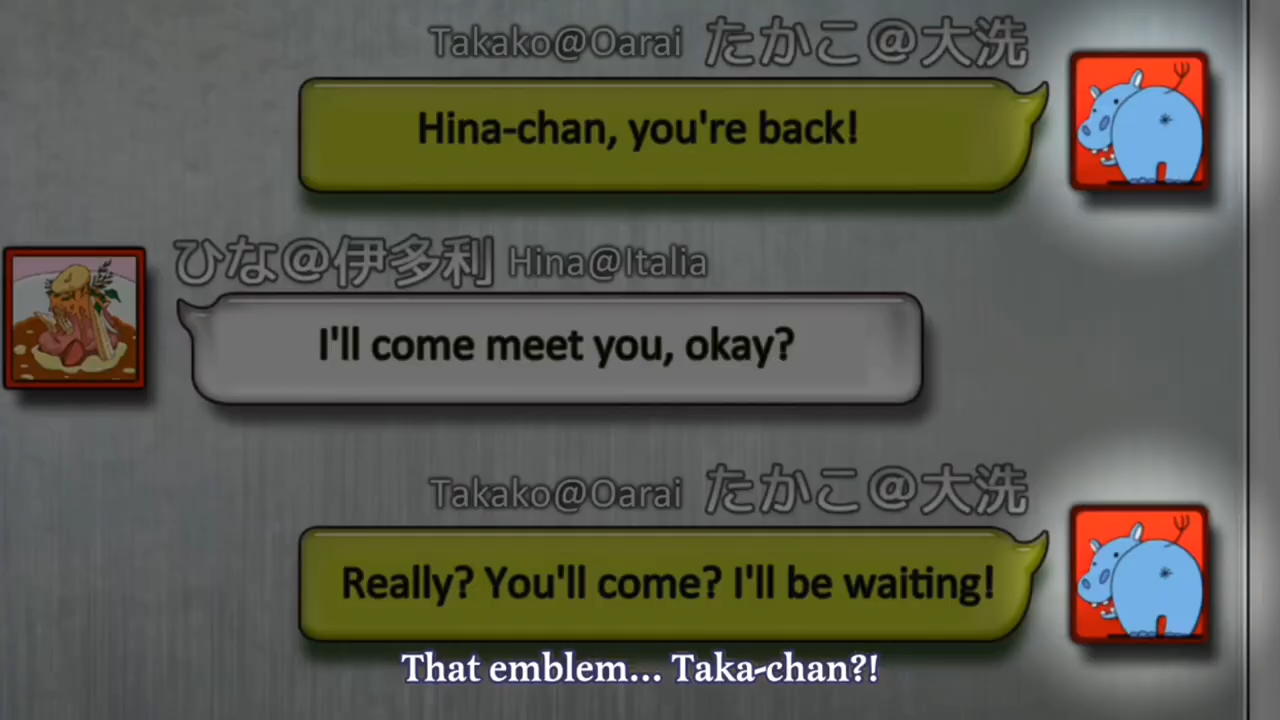 Takako@Oarai たかこ@大洗
Hina-chan, you're back!
ひな@伊多利 Hina@Italia
I'll come meet you, okay?
Takako@Oarai たかこ@大洗
Really? You'll come? I'll be waiting!
That emblem... Taka-chan?!